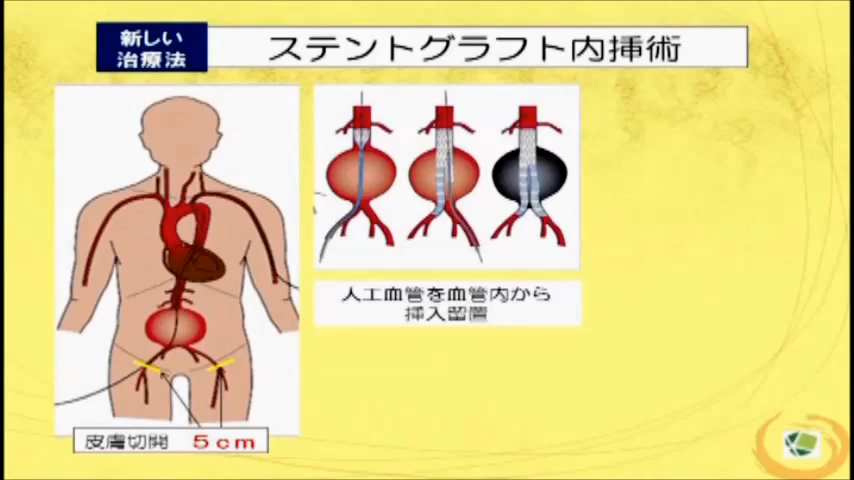 新しい
治療法
ステントグラフト内挿術
人工血管を血管内から
挿入留置
皮膚切開 5cm